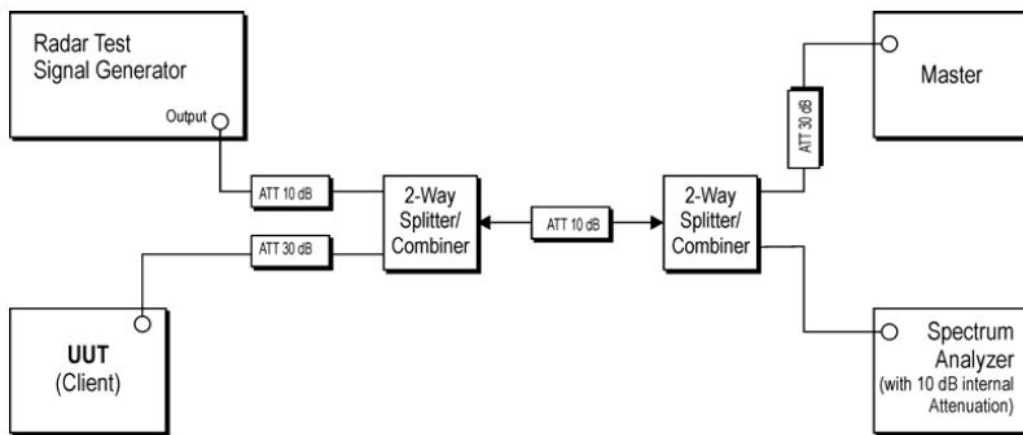 Radar Test
Signal Generator
Output
ATT 10 dB
ATT 30 dB
UUT
(Client)
2-Way
Splitter/
Combiner
ATT 10 dB
2-Way
Splitter/
Combiner
ATT 30 dB
Master
Spectrum
Analyzer
(with 10 dB internal
Attenuation)